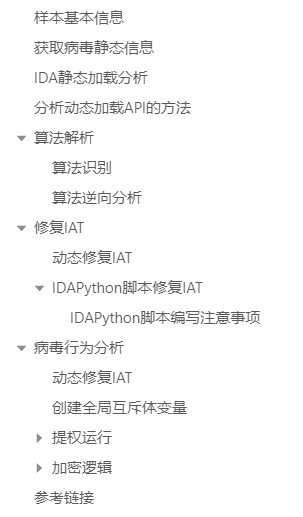 样本基本信息
获取病毒静态信息
IDA静态加载分析
分析动态加载API的方法
算法解析
算法识别
算法逆向分析
修复IAT
动态修复IAT
IDAPython脚本修复IAT
IDAPython脚本编写注意事项
病毒行为分析
动态修复IAT
创建全局互斥体变量
提权运行
加密逻辑
参考链接